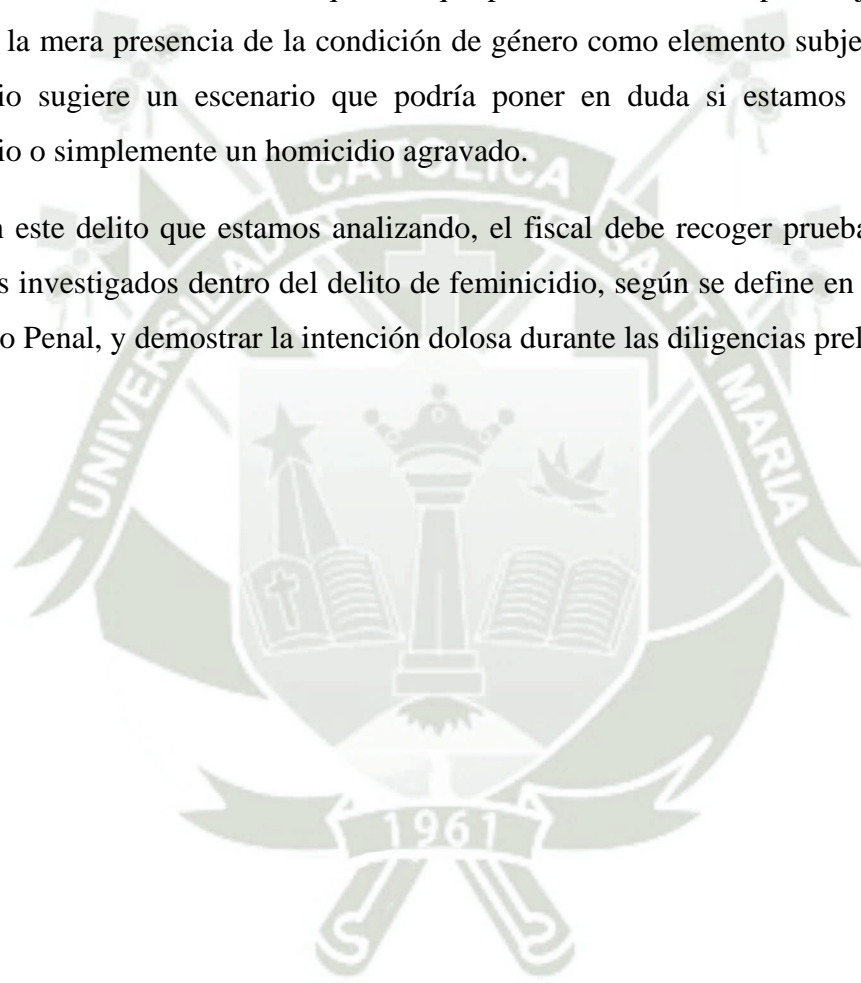 la mera presencia de la condición de género como elemento subje
io sugiere un escenario que podría poner en duda si estamos
io o simplemente un homicidio agravado.
este delito que estamos analizando, el fiscal debe recoger prueba
s investigados dentro del delito de feminicidio, según se define en
o Penal, y demostrar la intención dolosa durante las diligencias prel
UNIVERSIDAD CATOLICA SANTA MARIA
1961